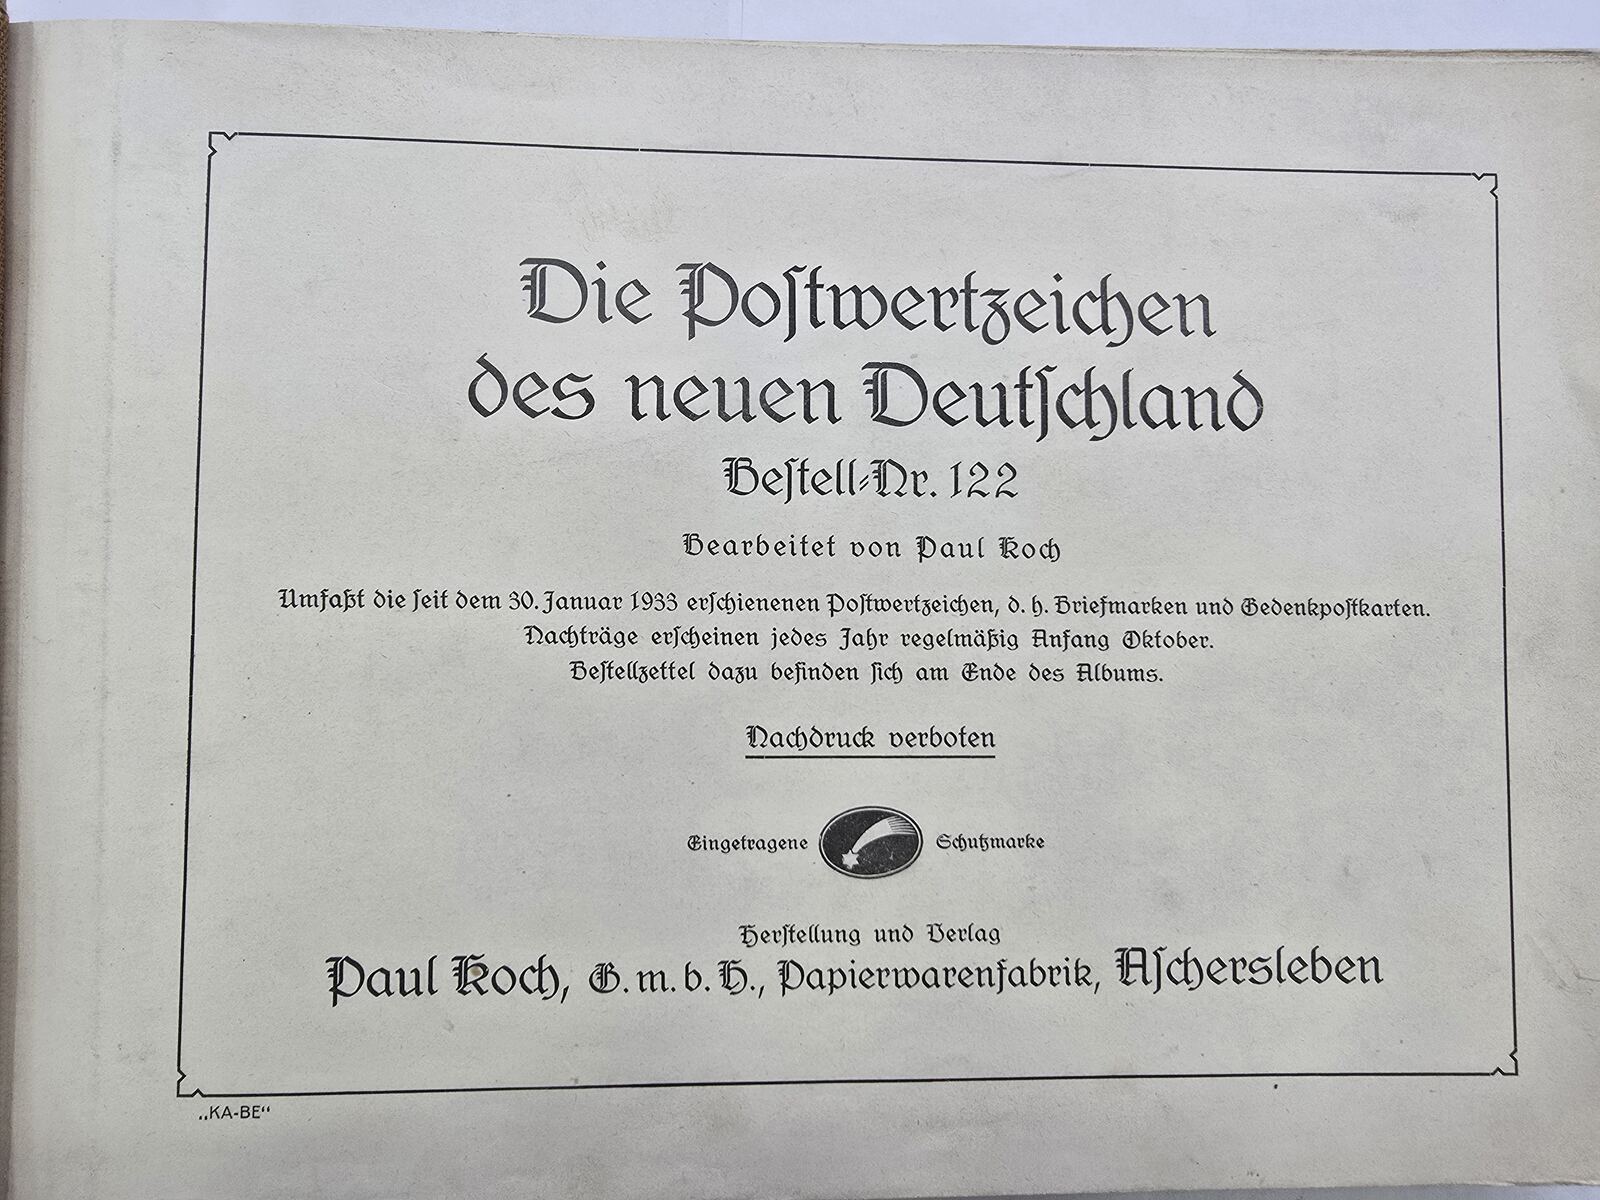 Die Postwertzeichen
des neuen Deutschland
Bestell-Nr. 122
Bearbeitet von Paul Koch
Umfaßt die seit dem 30. Januar 1933 erschienenen Postwertzeichen, d. h. Briefmarken und Gedenkpostkarten.
Nachträge erscheinen jedes Jahr regelmäßig Anfang Oktober.
Bestellzettel dazu befinden sich am Ende des Albums.
Nachdruck verboten
Eingetragene Schutzmarke
Herstellung und Verlag
Paul Koch, G. m. b. H., Papierwarenfabrik, Aschersleben
„KA-BE“